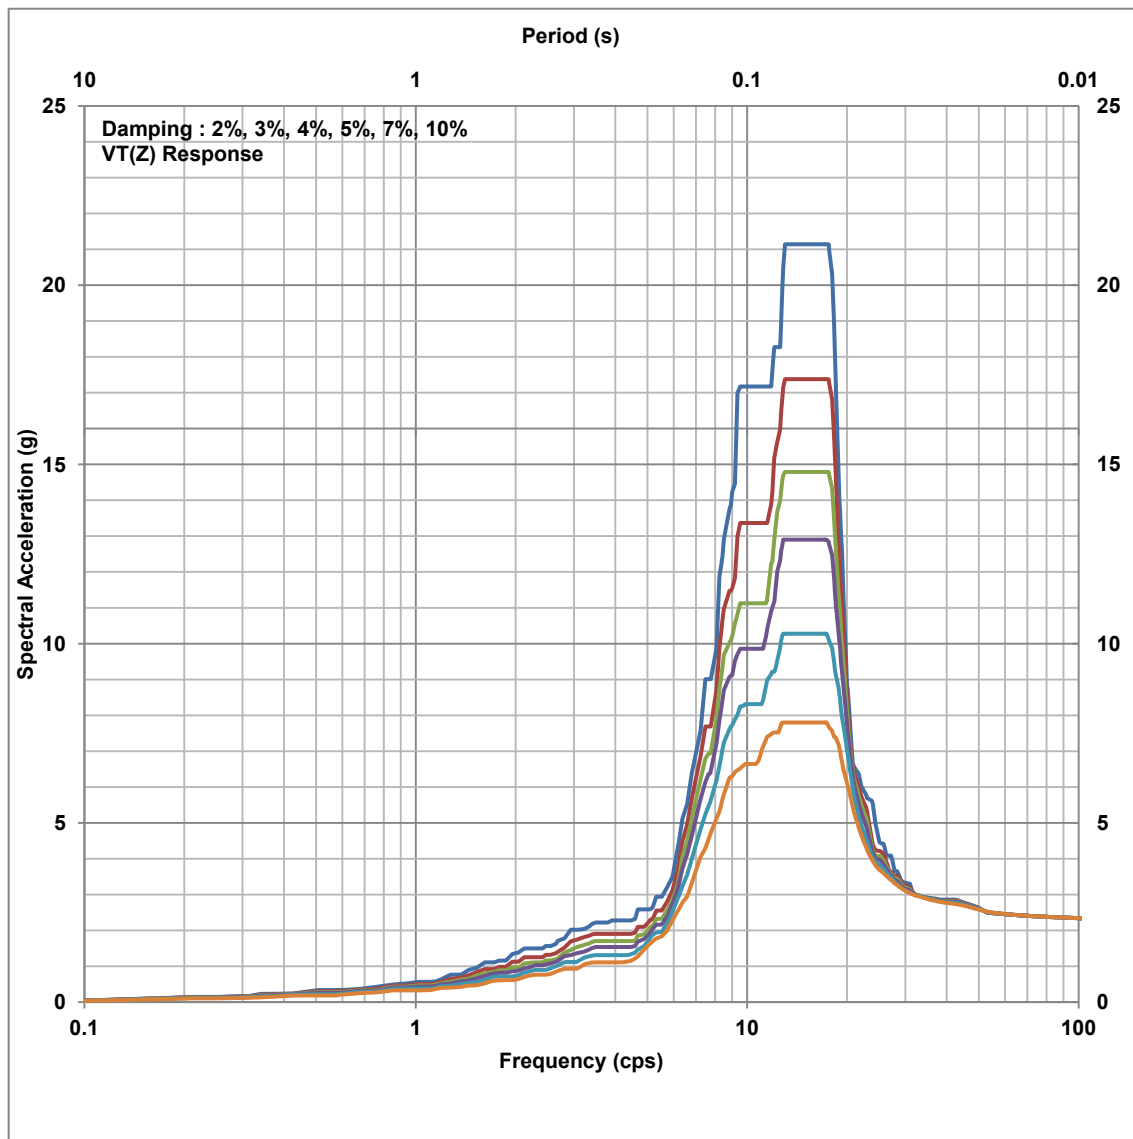 Period (s)
10 1 0.1 0.01
25 25
Damping : 2%, 3%, 4%, 5%, 7%, 10%
VT(Z) Response
20 20
15 15
Spectral Acceleration (g)
10 10
5 5
0 0
0.1 1 10 100
Frequency (cps)